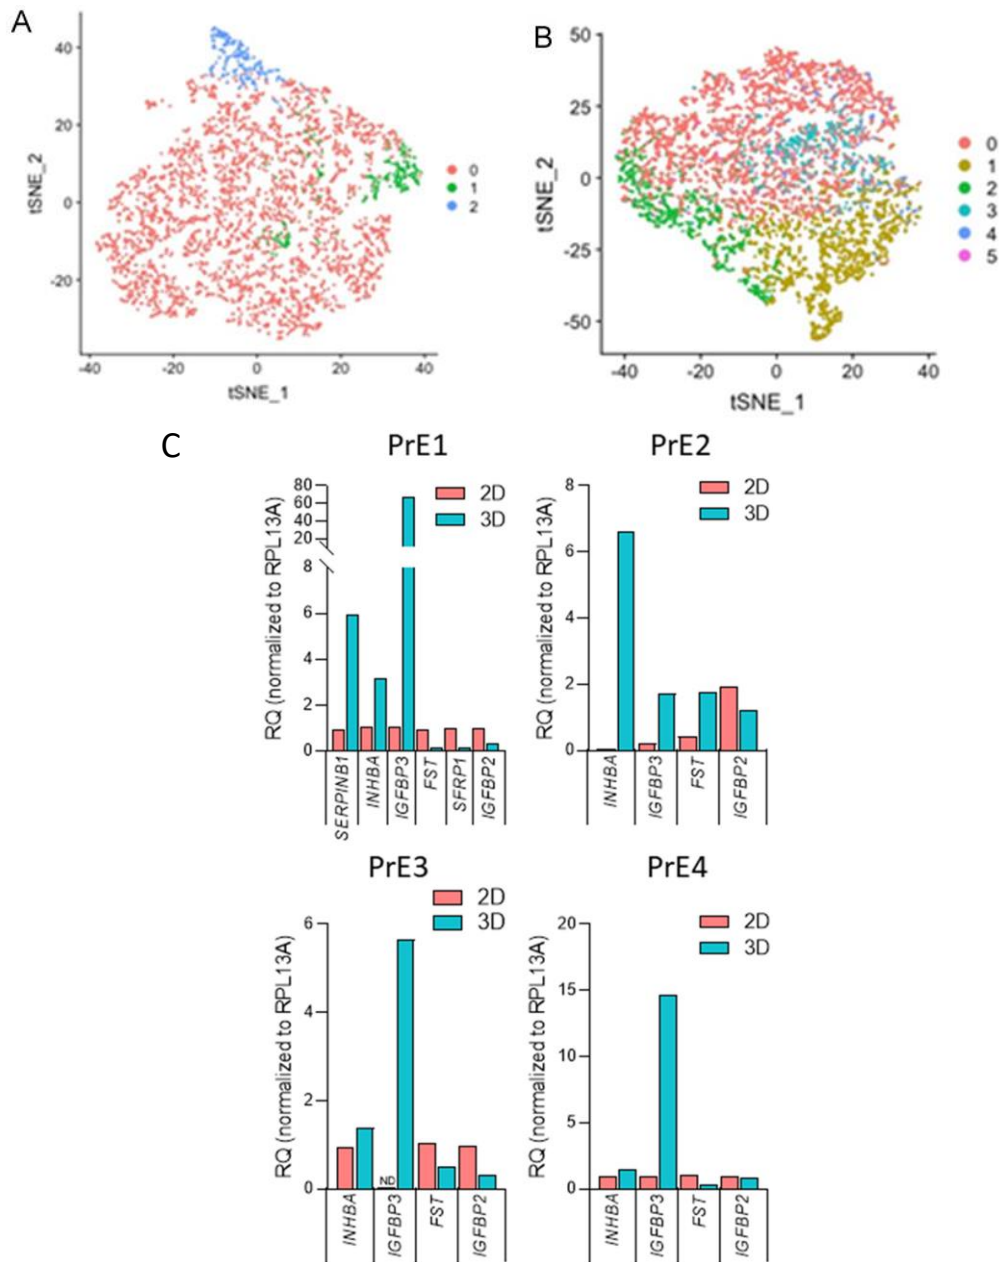 A
40
20
0
-20
tSNE_2
-40 -20 0 20 40
tSNE_1
0
1
2
B
50
25
0
-25
-50
tSNE_2
-40 -20 0 20 40
tSNE_1
0
1
2
3
4
5
C
PrE1
2D
3D
RQ (normalized to RPL13A)
80
60
40
20
8
6
4
2
0
SERPINB1
INHBA
IGFBP3
FST
SFRP1
IGFBP2
PrE2
2D
3D
RQ (normalized to RPL13A)
8
6
4
2
0
INHBA
IGFBP3
FST
IGFBP2
PrE3
2D
3D
RQ (normalized to RPL13A)
6
4
2
0
ND
INHBA
IGFBP3
FST
IGFBP2
PrE4
2D
3D
RQ (normalized to RPL13A)
20
15
10
5
0
INHBA
IGFBP3
FST
IGFBP2